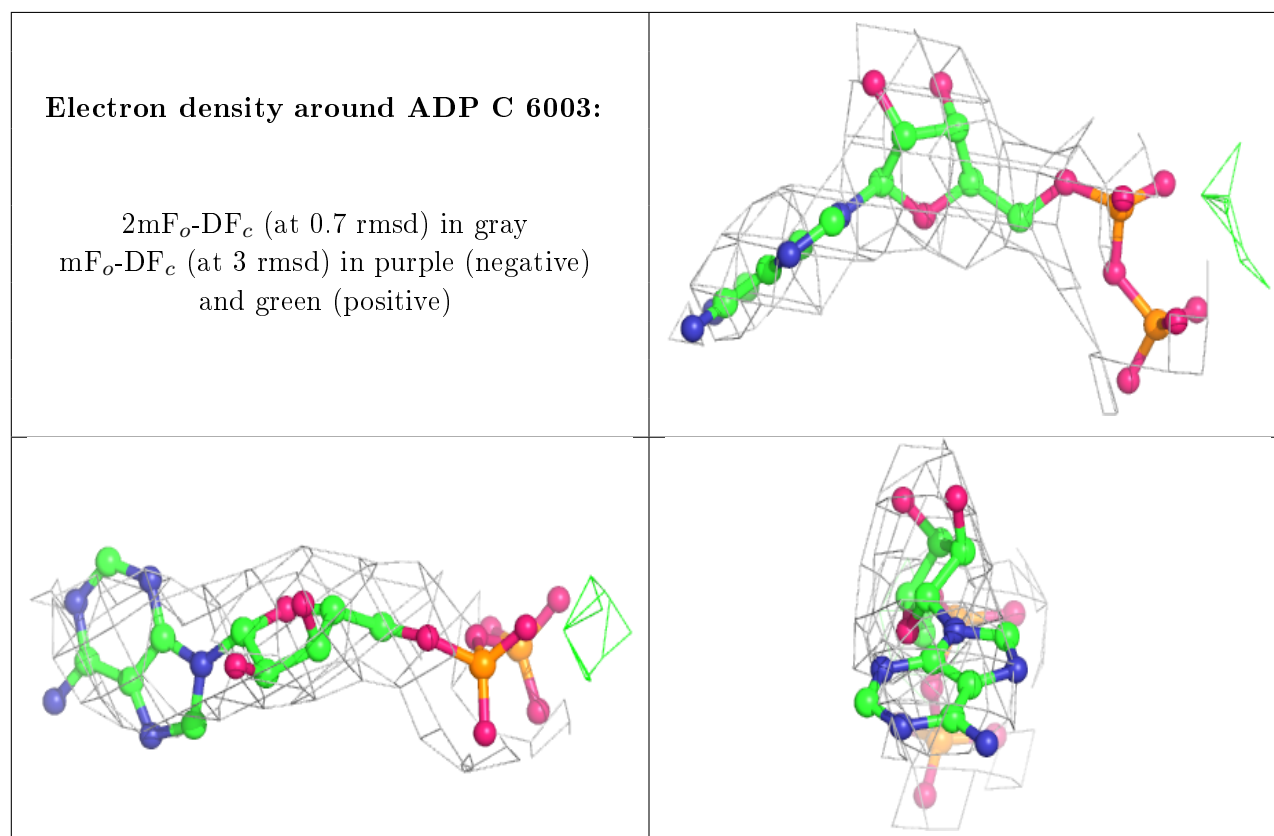 Electron density around ADP C 6003:
2mFo-DFc (at 0.7 rmsd) in gray
mFo-DFc (at 3 rmsd) in purple (negative)
and green (positive)